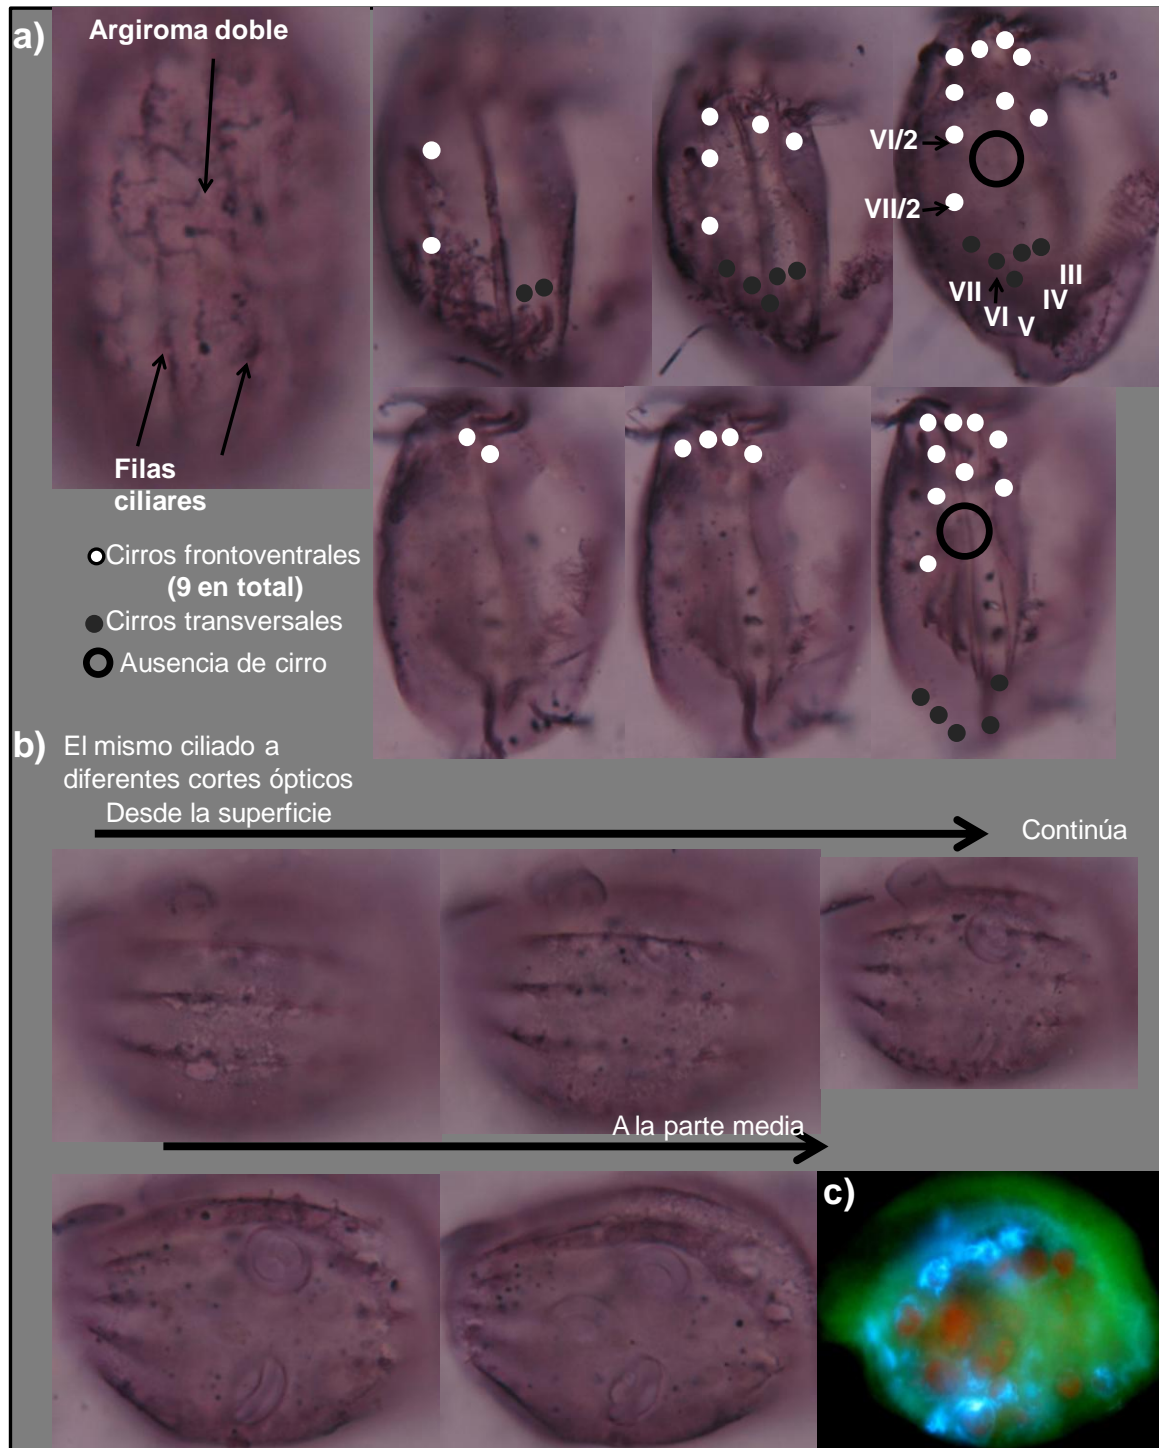 a)
Argiroma doble
Filas
ciliares
VI/2
VII/2
III
IV
V
VI
VII
Cirros frontoventrales
(9 en total)
Cirros transversales
Ausencia de cirro
b)
El mismo ciliado a
diferentes cortes ópticos
Desde la superficie
Continúa
A la parte media
c)